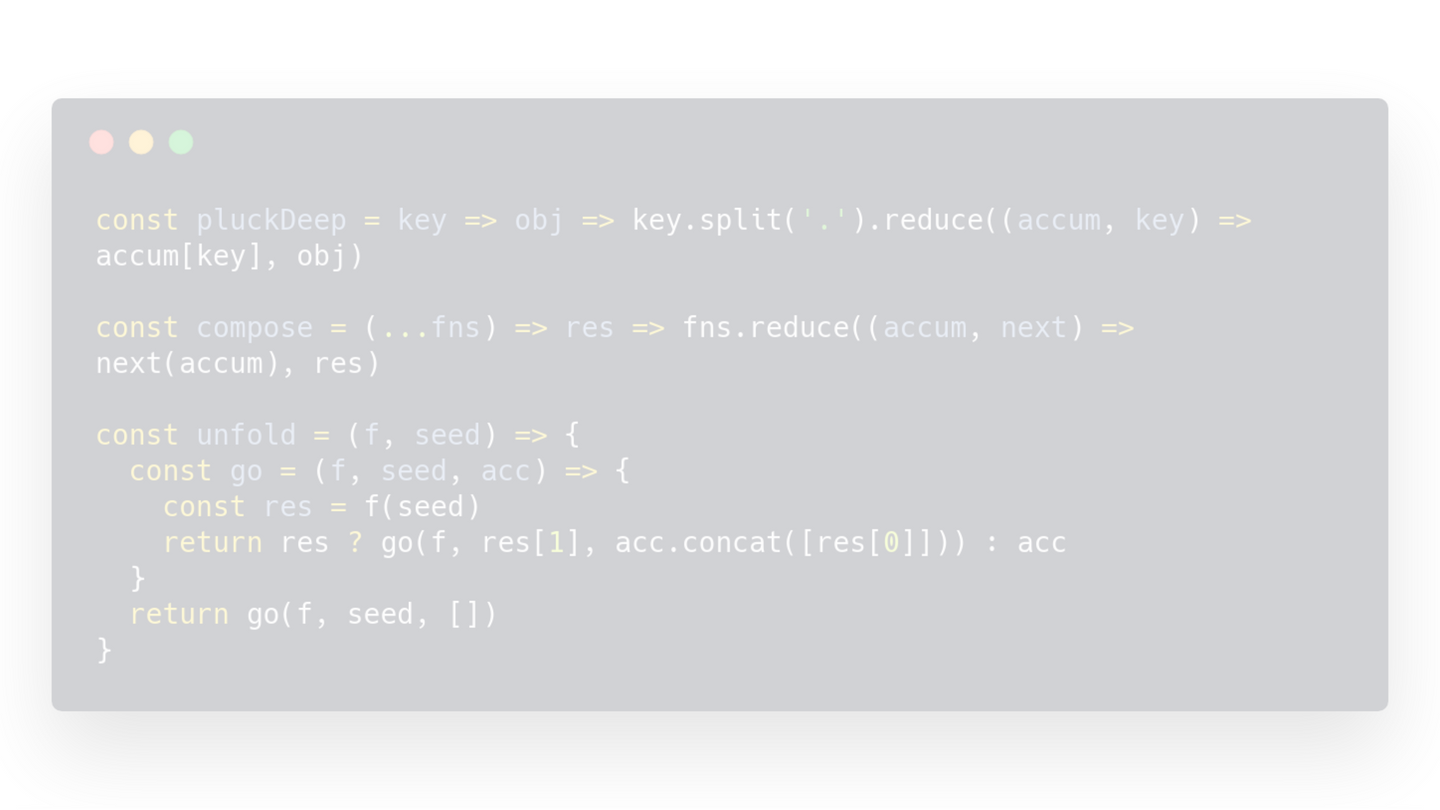 const pluckDeep = key => obj => key.split('.').reduce((accum, key) =>
accum[key], obj)
const compose = (...fns) => res => fns.reduce((accum, next) =>
next(accum), res)
const unfold = (f, seed) => {
  const go = (f, seed, acc) => {
    const res = f(seed)
    return res ? go(f, res[1], acc.concat([res[0]])) : acc
  }
  return go(f, seed, [])
}